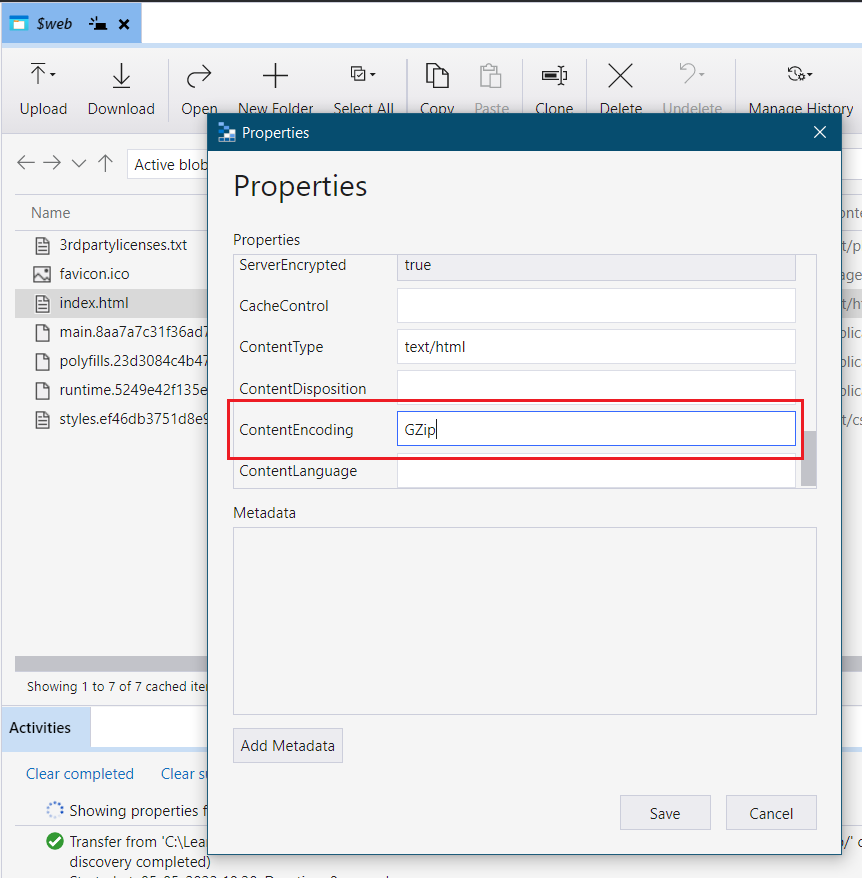 $web
Upload
Download
Open
New Folder
Select All
Copy
Paste
Clone
Delete
Undelete
Manage History
Active blob
Name
3rdpartylicenses.txt
favicon.ico
index.html
main.8aa7a7c31f36ad7
polyfills.23d3084c4b47
runtime.5249e42f135e
styles.ef46db3751d8e9
Showing 1 to 7 of 7 cached ite
Properties
Properties
Properties
ServerEncrypted true
CacheControl
ContentType text/html
ContentDisposition
ContentEncoding GZip
ContentLanguage
Metadata
Add Metadata
Save Cancel
Activities
Clear completed Clear su
Showing properties f
Transfer from 'C:\Lea
discovery completed)